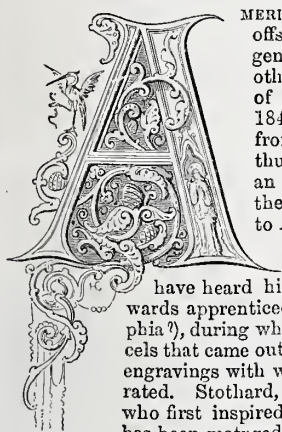 A
MERI
offs
gen
oth
of
184
fro
thu
an
the
to
have heard hi
wards apprentice
phia ?), during wh
cels that came out
engravings with w
rated. Stothard,
who first inspired
has been matured